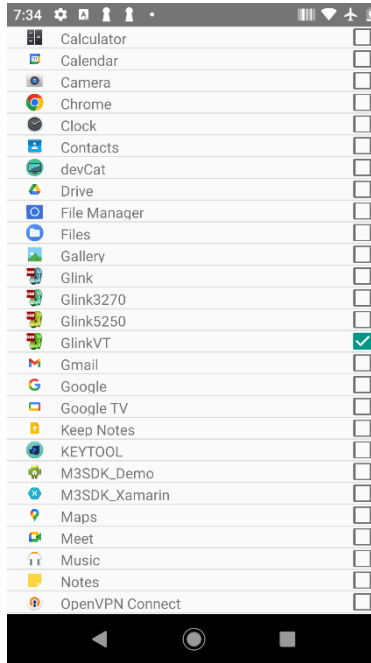 7:34
Calculator
Calendar
Camera
Chrome
Clock
Contacts
devCat
Drive
File Manager
Files
Gallery
Glink
Glink3270
Glink5250
GlinkVT
Gmail
Google
Google TV
Keep Notes
KEYTOOL
M3SDK_Demo
M3SDK_Xamarin
Maps
Meet
Music
Notes
OpenVPN Connect